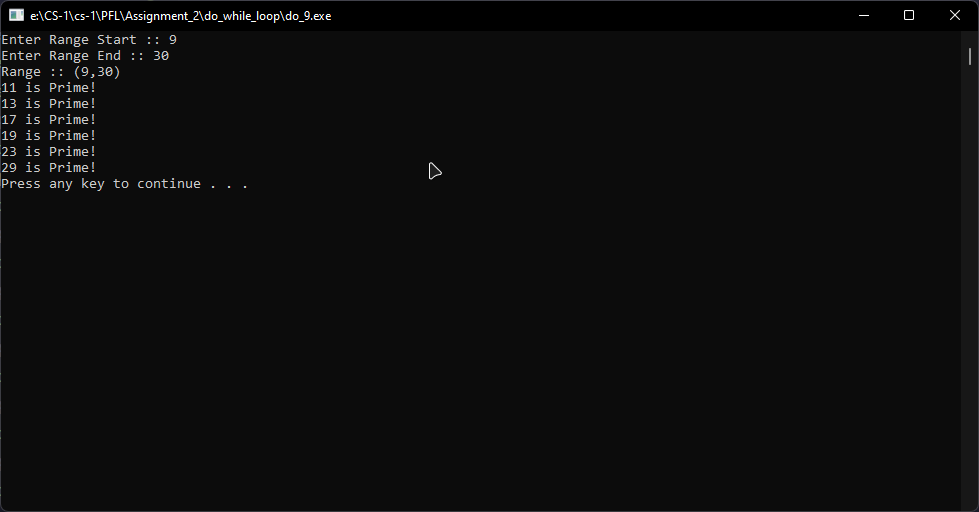 e:\CS-1\cs-1\PFL\Assignment_2\do_while_loop\do_9.exe
Enter Range Start :: 9
Enter Range End :: 30
Range :: (9,30)
11 is Prime!
13 is Prime!
17 is Prime!
19 is Prime!
23 is Prime!
29 is Prime!
Press any key to continue . . .